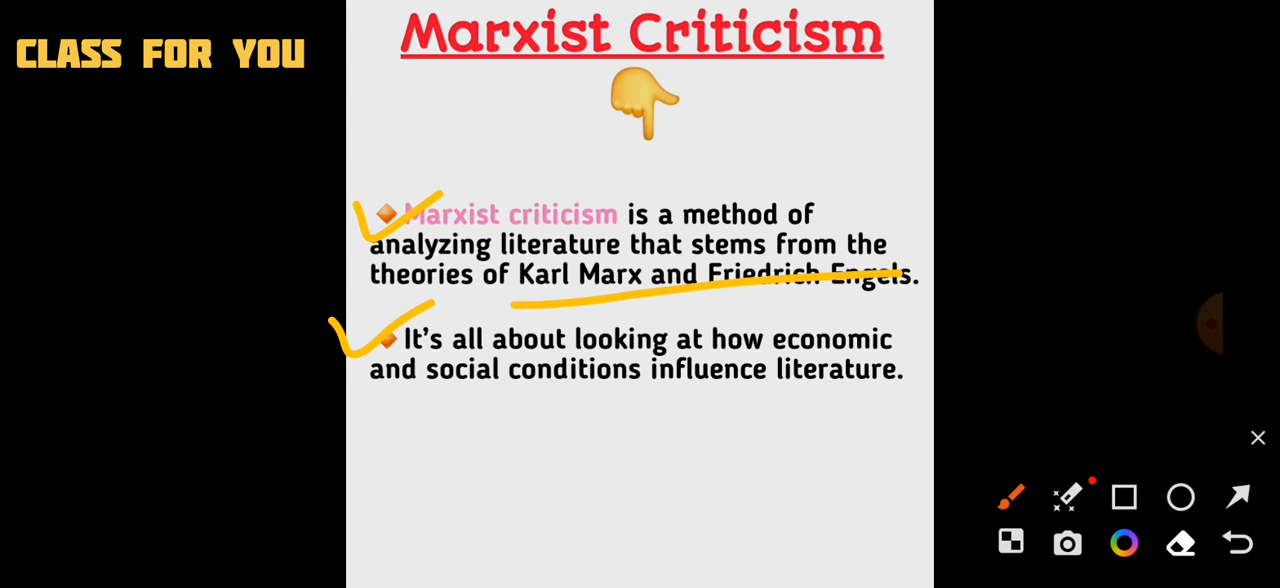 CLASS FOR YOU
Marxist Criticism
Marxist criticism is a method of
analyzing literature that stems from the
theories of Karl Marx and Friedrich Engels.
It's all about looking at how economic
and social conditions influence literature.